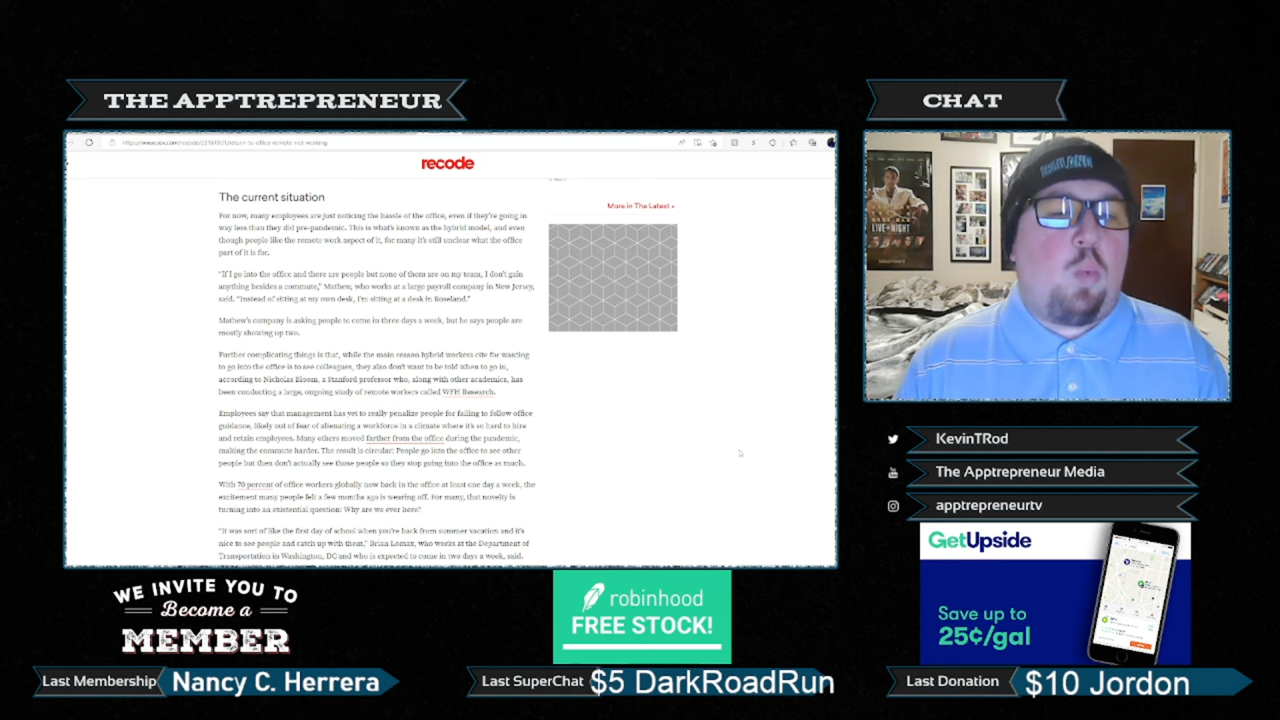 THE APPTREPRENEUR
CHAT
https://www.vox.com/recode/23161501/return-to-office-remote-not-working
recode
The current situation
More in The Latest
For now, many employees are just noticing the hassle of the office, even if they're going in
way less than they did pre-pandemic. This is what's known as the hybrid model, and even
though people like the remote work aspect of it, for many it's still unclear what the office
part of it is for.
"If I go into the office and there are people but none of them are on my team, I don't gain
anything besides a commute," Mathew, who works at a large payroll company in New Jersey,
said. "Instead of sitting at my own desk, I'm sitting at a desk in Roseland."
Mathew's company is asking people to come in three days a week, but he says people are
mostly showing up two.
Further complicating things is that, while the main reason hybrid workers cite for wanting
to go into the office is to see colleagues, they also don't want to be told when to go in,
according to Nicholas Bloom, a Stanford professor who, along with other academics, has
been conducting a large, ongoing study of remote workers called WFH Research.
Employees say that management has yet to really penalize people for failing to follow office
guidance, likely out of fear of alienating a workforce in a climate where it's so hard to hire
and retain employees. Many others moved farther from the office during the pandemic,
making the commute harder. The result is circular: People go into the office to see other
people but then don't actually see those people so they stop going into the office as much.
With 70 percent of office workers globally now back in the office at least one day a week, the
excitement many people felt a few months ago is wearing off. For many, that novelty is
turning into an existential question: Why are we ever here?
"It was sort of like the first day of school when you're back from summer vacation and it's
nice to see people and catch up with them," Brian Lomax, who works at the Department of
Transportation in Washington, DC and who is expected to come in two days a week, said.
LIVE BY NIGHT
KevinTRod
The Apptrepreneur Media
apptrepreneurtv
GetUpside
Save up to
25¢/gal
WE INVITE YOU TO
Become a
MEMBER
robinhood
FREE STOCK!
Last Membership Nancy C. Herrera
Last SuperChat $5 DarkRoadRun
Last Donation $10 Jordon